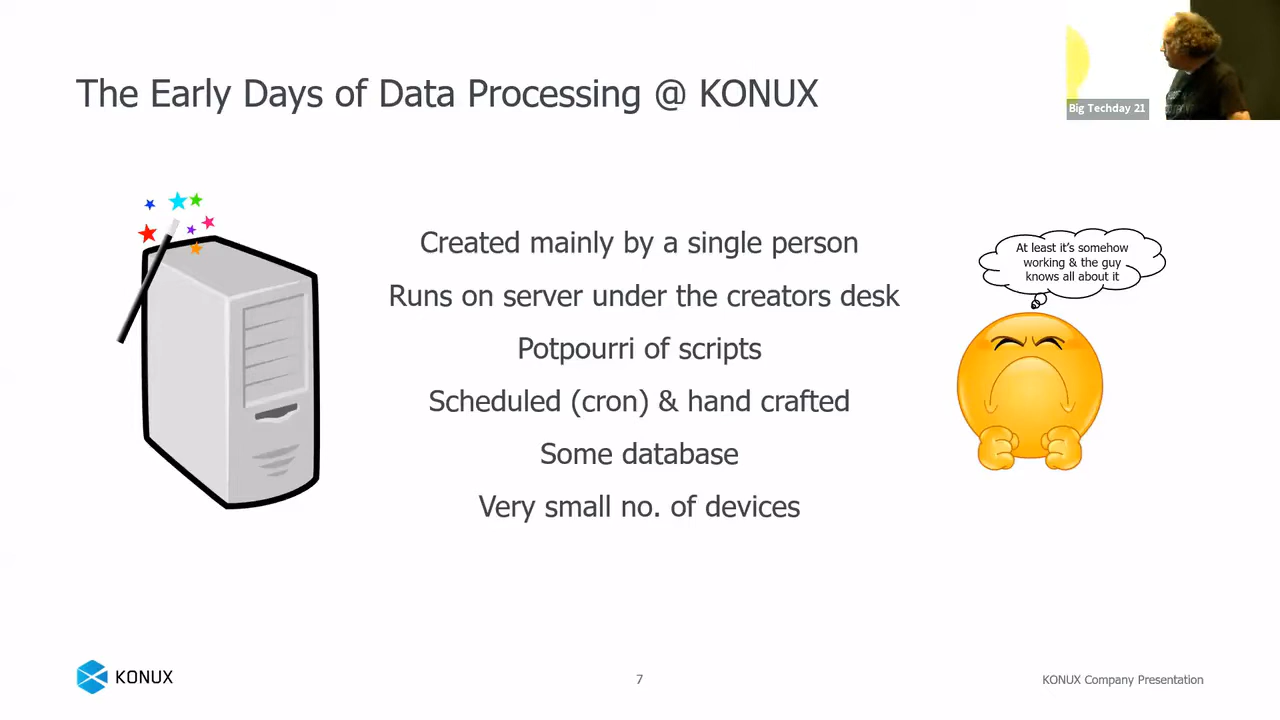 The Early Days of Data Processing @ KONUX
Big Techday 21
Created mainly by a single person
Runs on server under the creators desk
Potpourri of scripts
Scheduled (cron) & hand crafted
Some database
Very small no. of devices
At least it's somehow
working & the guy
knows all about it
KONUX
7
KONUX Company Presentation